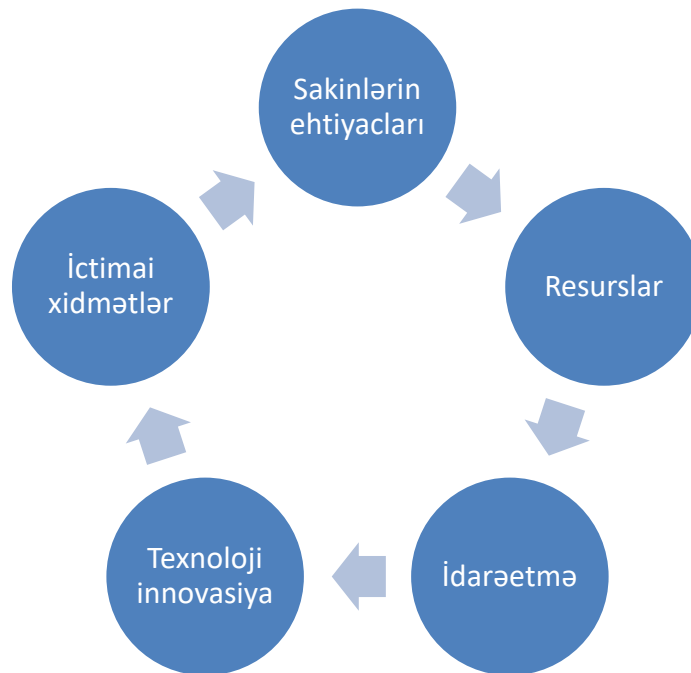 Sakinlərin
ehtiyacları
Resurslar
İdarəetmə
Texnoloji
innovasiya
İctimai
xidmətlər